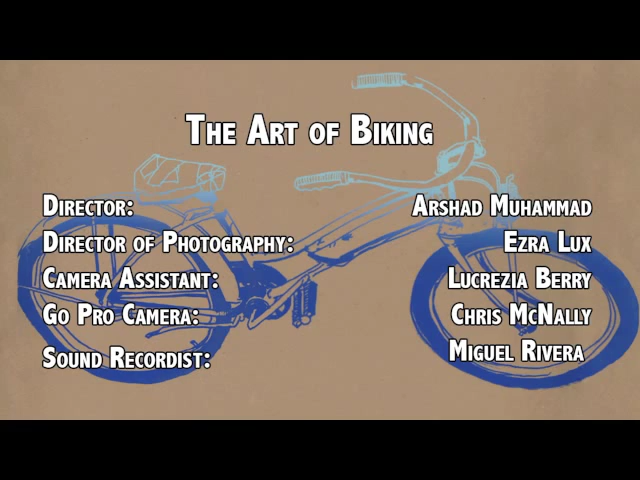 The Art of Biking
Director: Arshad Muhammad
Director of Photography: Ezra Lux
Camera Assistant: Lucrezia Berry
Go Pro Camera: Chris McNally
Sound Recordist: Miguel Rivera